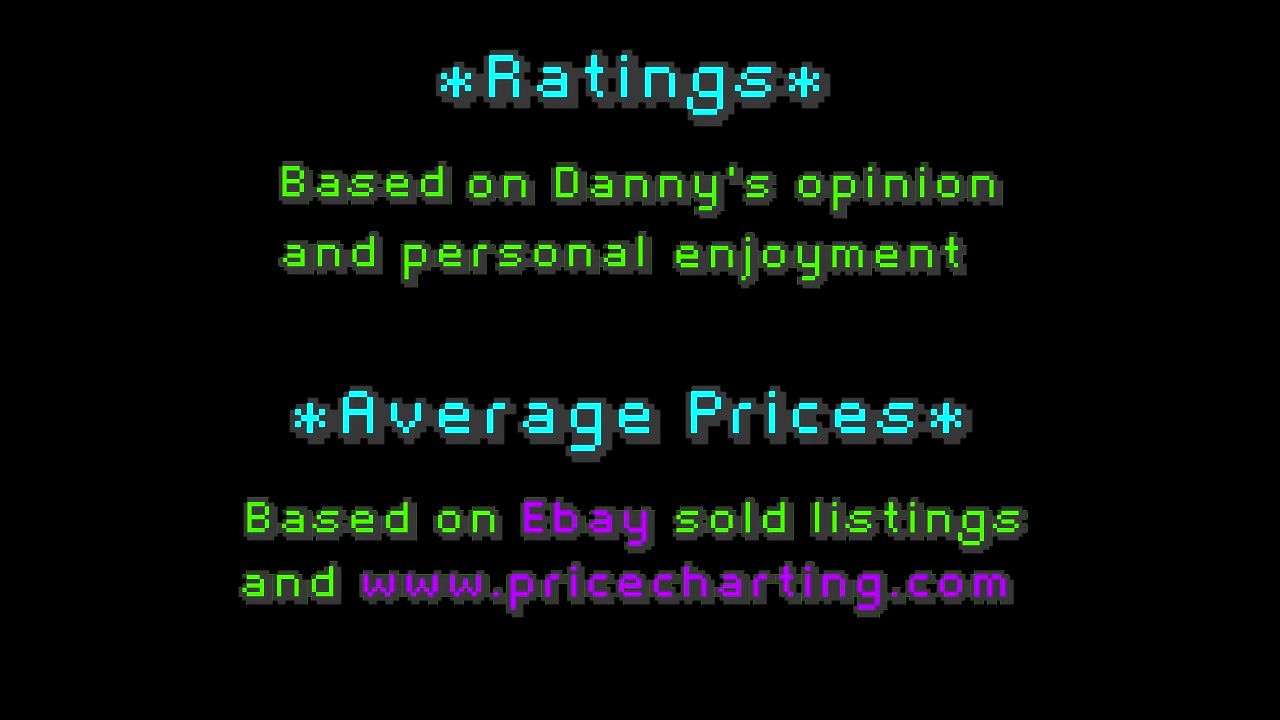 *Ratings*
Based on Danny's opinion
and personal enjoyment
*Average Prices*
Based on Ebay sold listings
and www.pricecharting.com